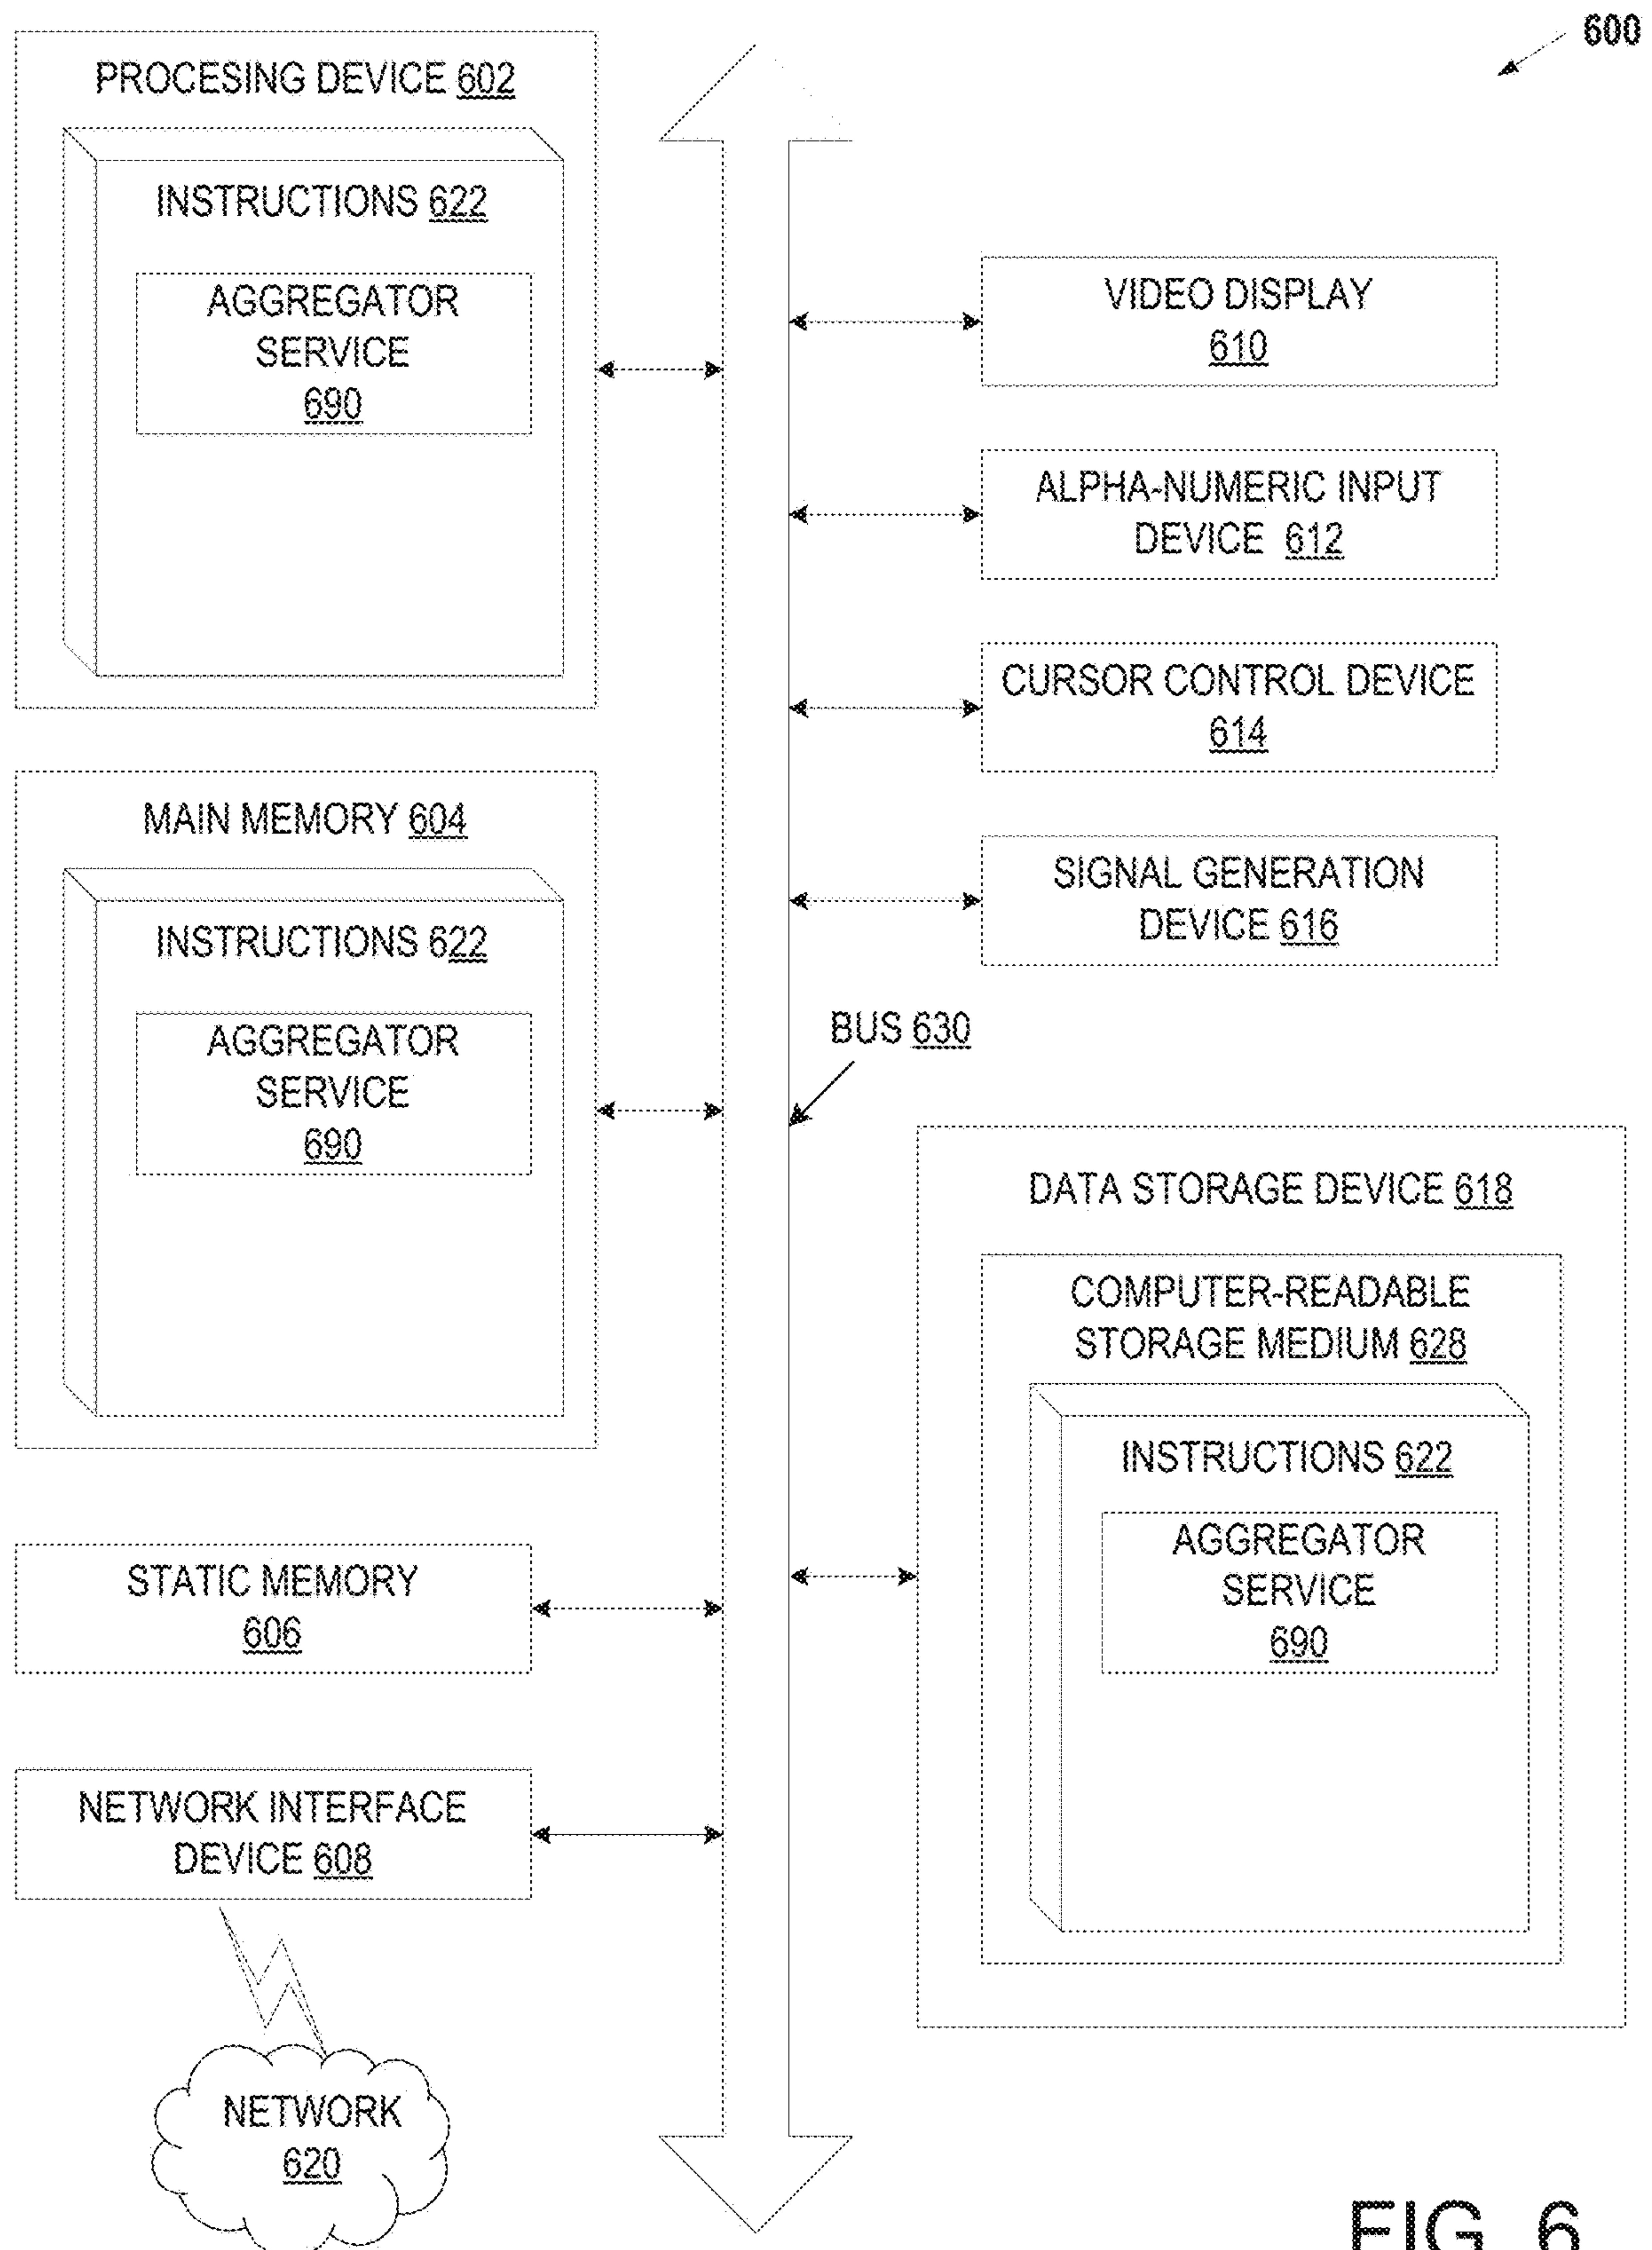 600
PROCESING DEVICE 602
INSTRUCTIONS 622
AGGREGATOR
SERVICE
690
VIDEO DISPLAY
610
ALPHA-NUMERIC INPUT
DEVICE 612
CURSOR CONTROL DEVICE
614
MAIN MEMORY 604
INSTRUCTIONS 622
AGGREGATOR
SERVICE
690
SIGNAL GENERATION
DEVICE 616
BUS 630
DATA STORAGE DEVICE 618
COMPUTER-READABLE
STORAGE MEDIUM 628
INSTRUCTIONS 622
AGGREGATOR
SERVICE
690
STATIC MEMORY
606
NETWORK INTERFACE
DEVICE 608
NETWORK
620
FIG. 6